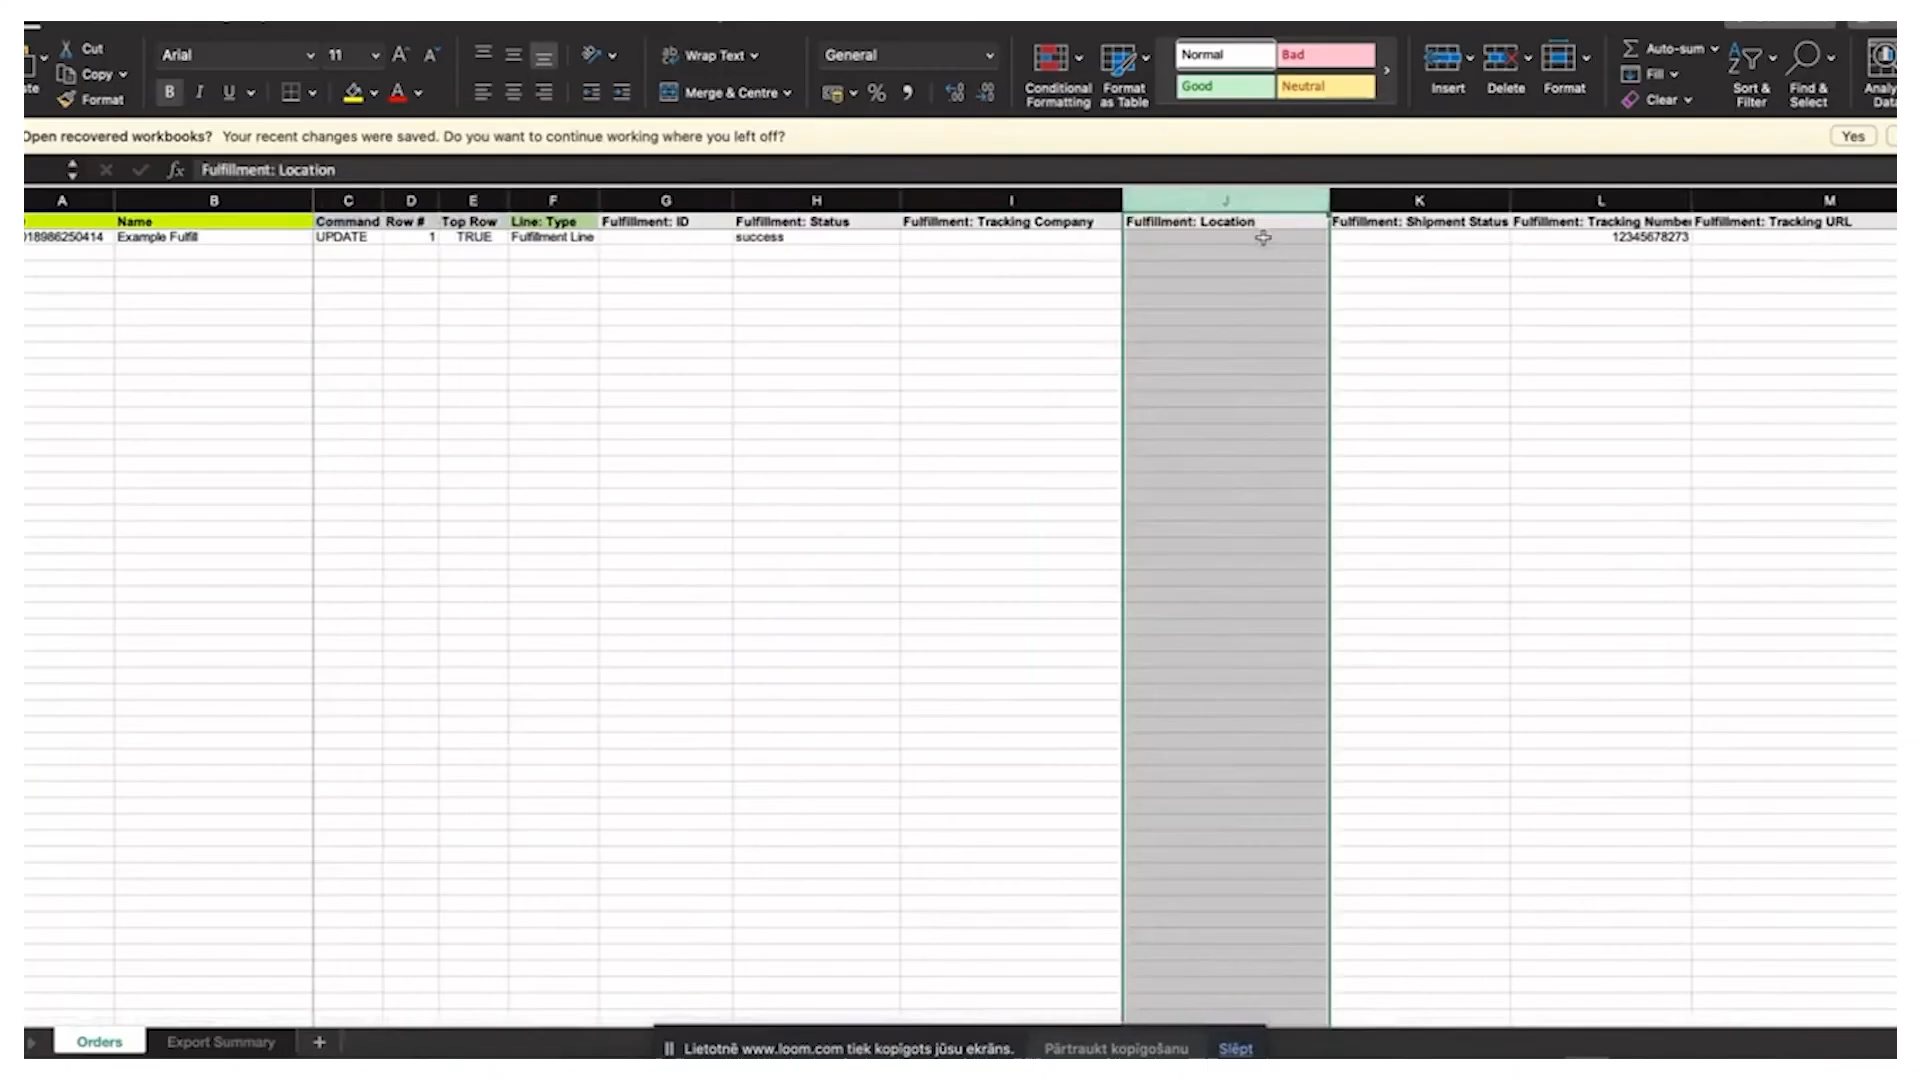 Cut
Arial 11
Wrap Text
General
Normal Bad
Auto-sum
Copy
Fill
Format
B I U
Merge & Centre
%
Good Neutral
Conditional Formatting
Format as Table
Insert Delete Format
Clear
Sort & Filter
Find & Select
Open recovered workbooks? Your recent changes were saved. Do you want to continue working where you left off? Yes
fx Fulfillment: Location
A B C D E F G H I J K L M
Name Command Row # Top Row Line: Type Fulfillment: ID Fulfillment: Status Fulfillment: Tracking Company Fulfillment: Location Fulfillment: Shipment Status Fulfillment: Tracking Number Fulfillment: Tracking URL
18986250414 Example Fulfill UPDATE 1 TRUE Fulfillment Line success 12345678273
Orders Export Summary +
Lietotnē www.loom.com tiek kopīgots jūsu ekrāns. Pārtraukt kopīgošanu Slēpt